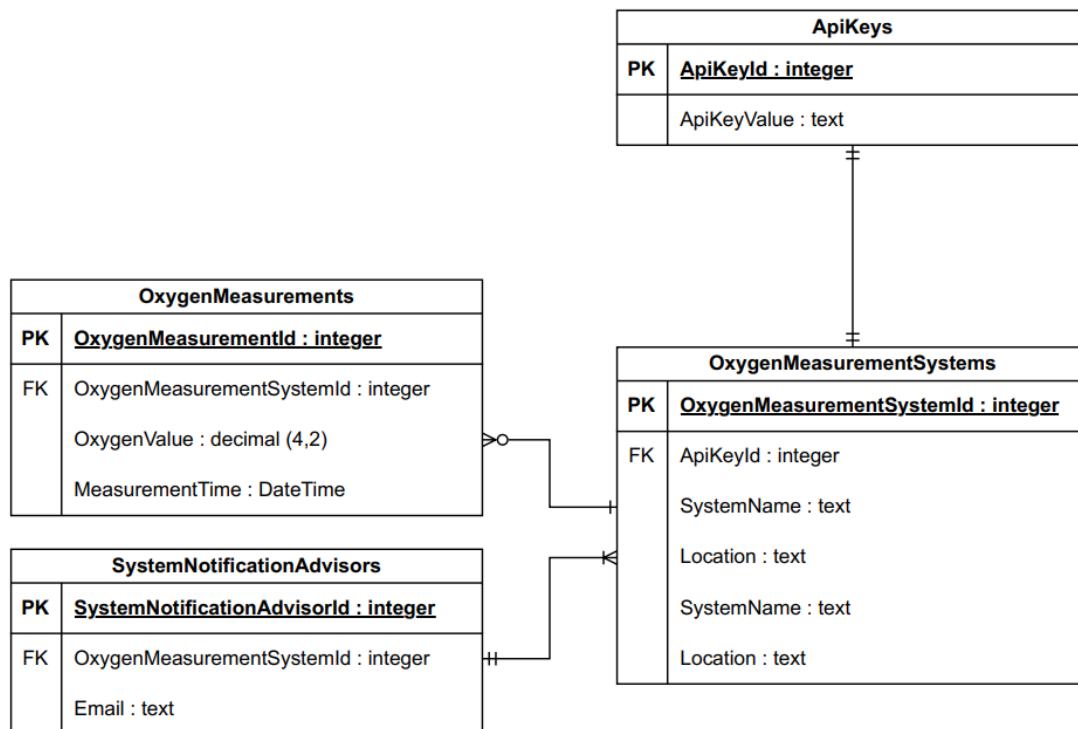 ApiKeys
PK ApiKeyId : integer
ApiKeyValue : text
OxygenMeasurements
PK OxygenMeasurementId : integer
FK OxygenMeasurementSystemId : integer
OxygenValue : decimal (4,2)
MeasurementTime : DateTime
OxygenMeasurementSystems
PK OxygenMeasurementSystemId : integer
FK ApiKeyId : integer
SystemName : text
Location : text
SystemName : text
Location : text
SystemNotificationAdvisors
PK SystemNotificationAdvisorId : integer
FK OxygenMeasurementSystemId : integer
Email : text